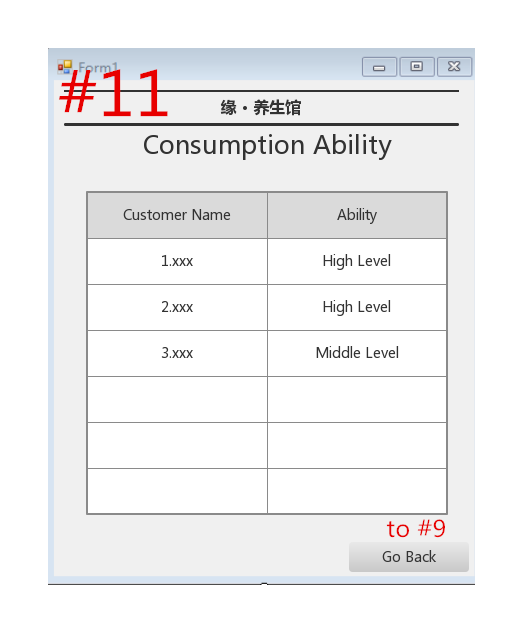 Form1
#11
缘·养生馆
Consumption Ability
Customer Name Ability
1.xxx High Level
2.xxx High Level
3.xxx Middle Level
to #9
Go Back